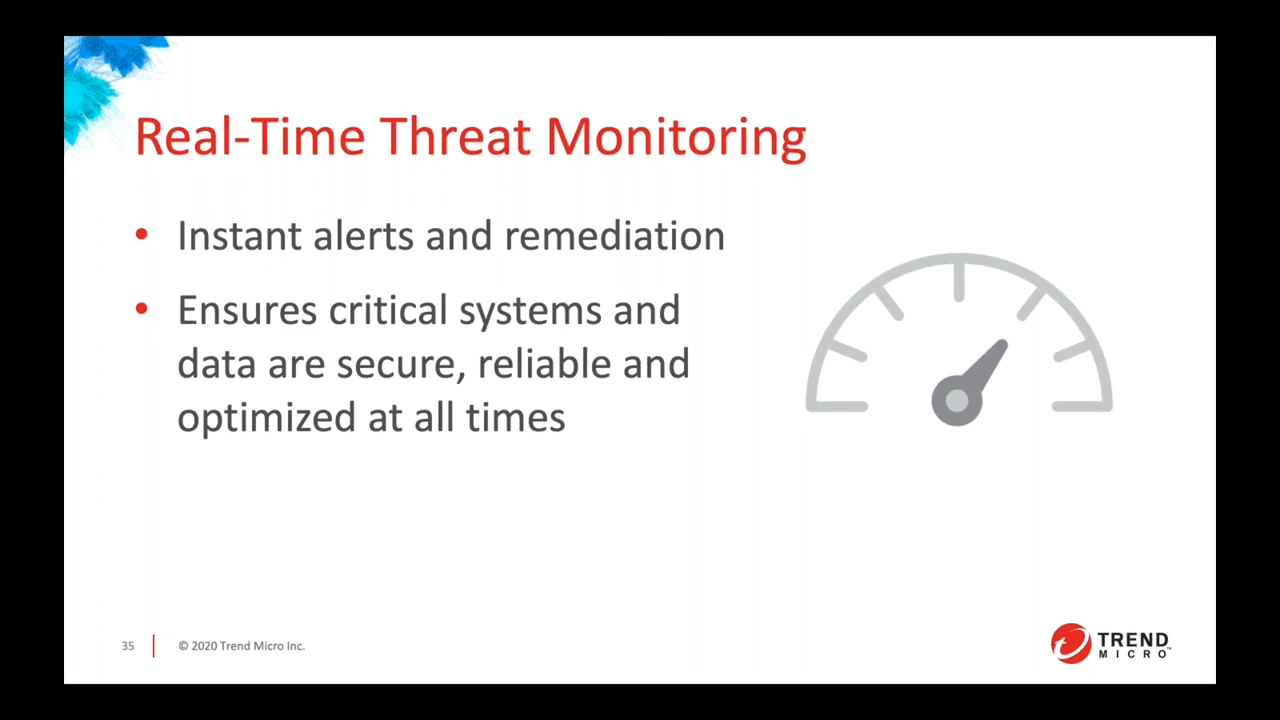 Real-Time Threat Monitoring
• Instant alerts and remediation
• Ensures critical systems and
data are secure, reliable and
optimized at all times
35
© 2020 Trend Micro Inc.
TREND
MICRO™